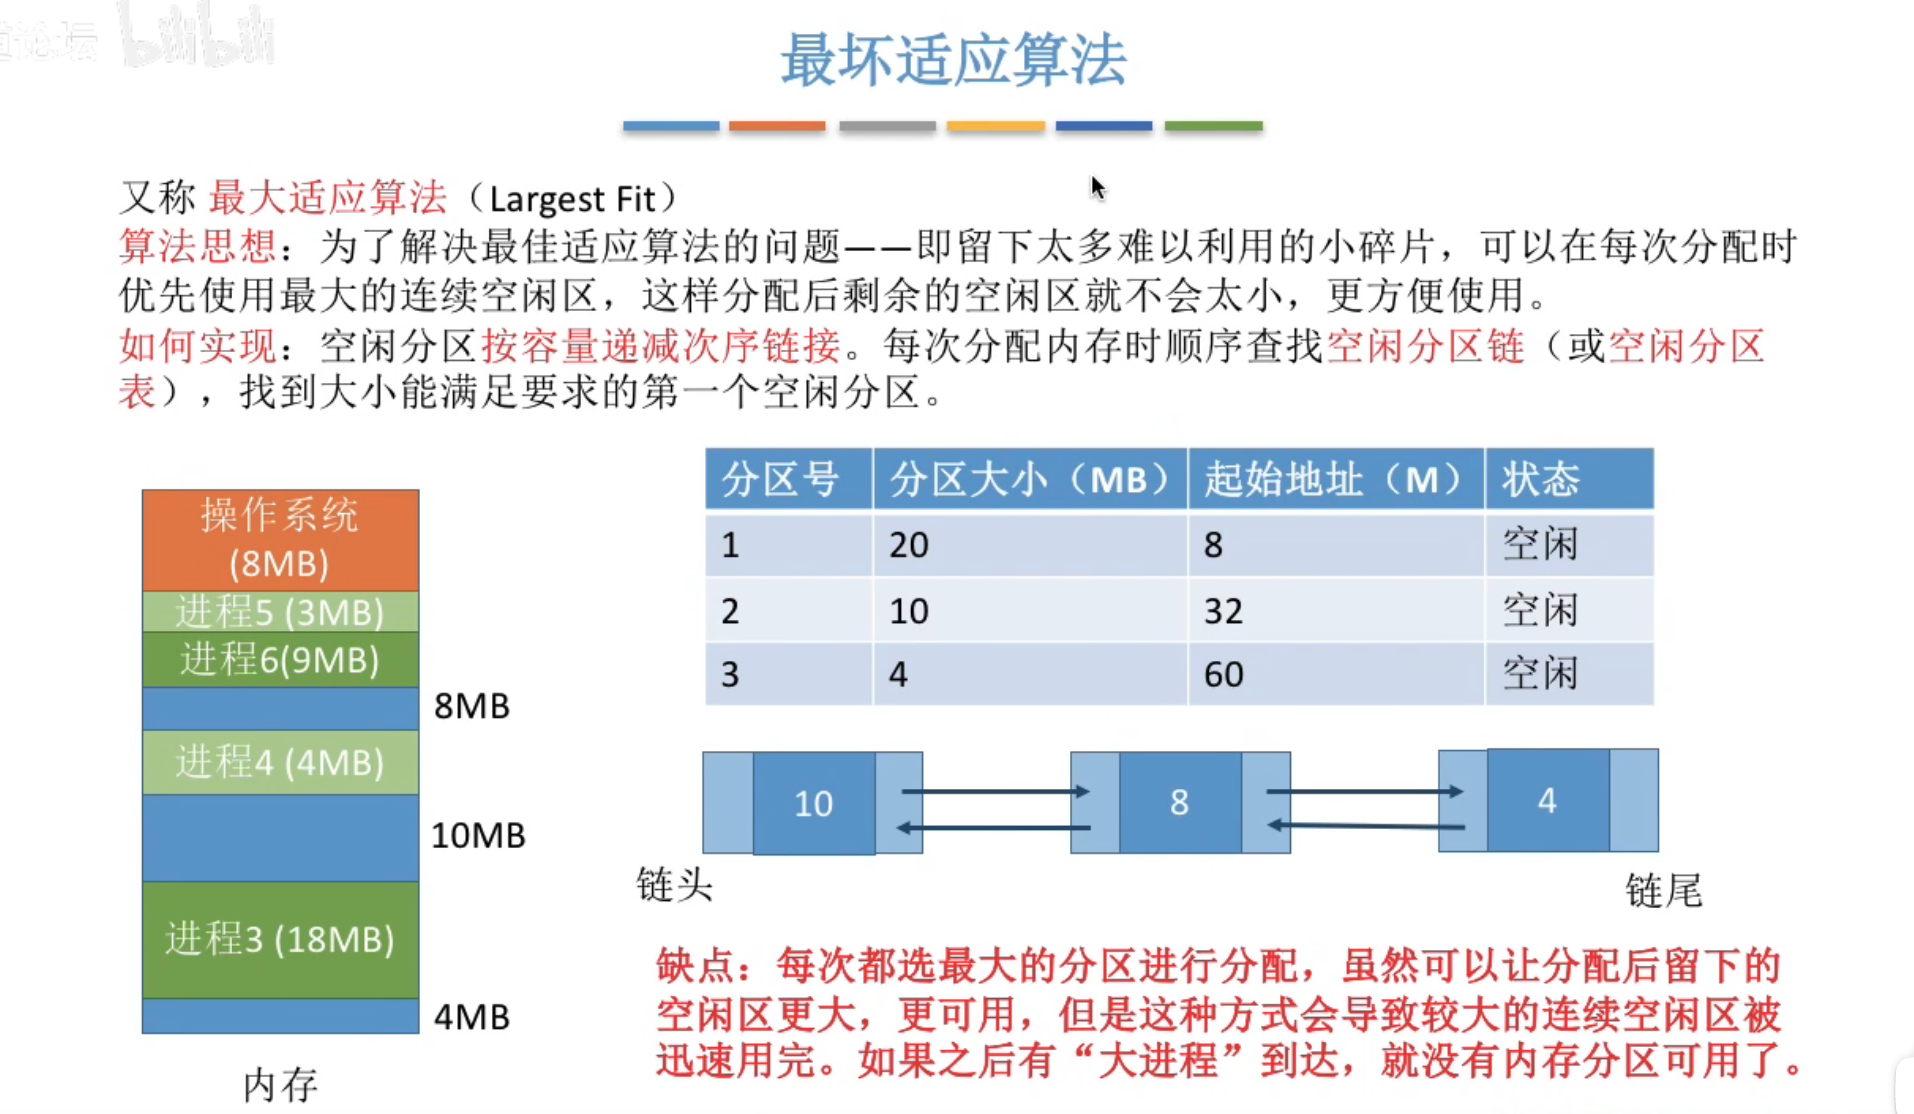 道论坛 bilibili
最坏适应算法
又称 最大适应算法（Largest Fit）
算法思想：为了解决最佳适应算法的问题——即留下太多难以利用的小碎片，可以在每次分配时
优先使用最大的连续空闲区，这样分配后剩余的空闲区就不会太小，更方便使用。
如何实现：空闲分区按容量递减次序链接。每次分配内存时顺序查找空闲分区链（或空闲分区
表），找到大小能满足要求的第一个空闲分区。
操作系统
(8MB)
进程5 (3MB)
进程6(9MB)
8MB
进程4 (4MB)
10MB
进程3 (18MB)
4MB
内存
分区号 分区大小（MB） 起始地址（M） 状态
1 20 8 空闲
2 10 32 空闲
3 4 60 空闲
10 8 4
链头 链尾
缺点：每次都选最大的分区进行分配，虽然可以让分配后留下的
空闲区更大，更可用，但是这种方式会导致较大的连续空闲区被
迅速用完。如果之后有“大进程”到达，就没有内存分区可用了。